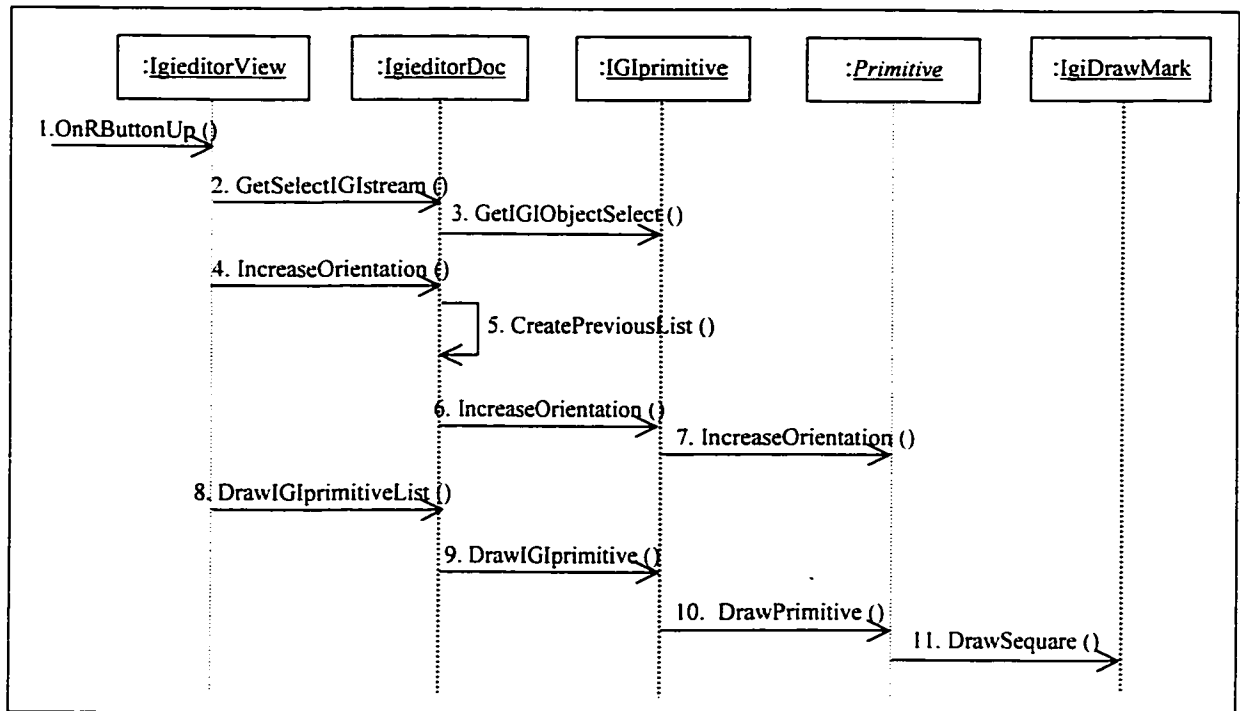 :IgieditorView :IgieditorDoc :IGIprimitive :Primitive :IgiDrawMark
1.OnRButtonUp ()
2. GetSelectIGIstream ()
3. GetIGIObjectSelect ()
4. IncreaseOrientation ()
5. CreatePreviousList ()
6. IncreaseOrientation ()
7. IncreaseOrientation ()
8. DrawIGIprimitiveList ()
9. DrawIGIprimitive ()
10. DrawPrimitive ()
11. DrawSequare ()